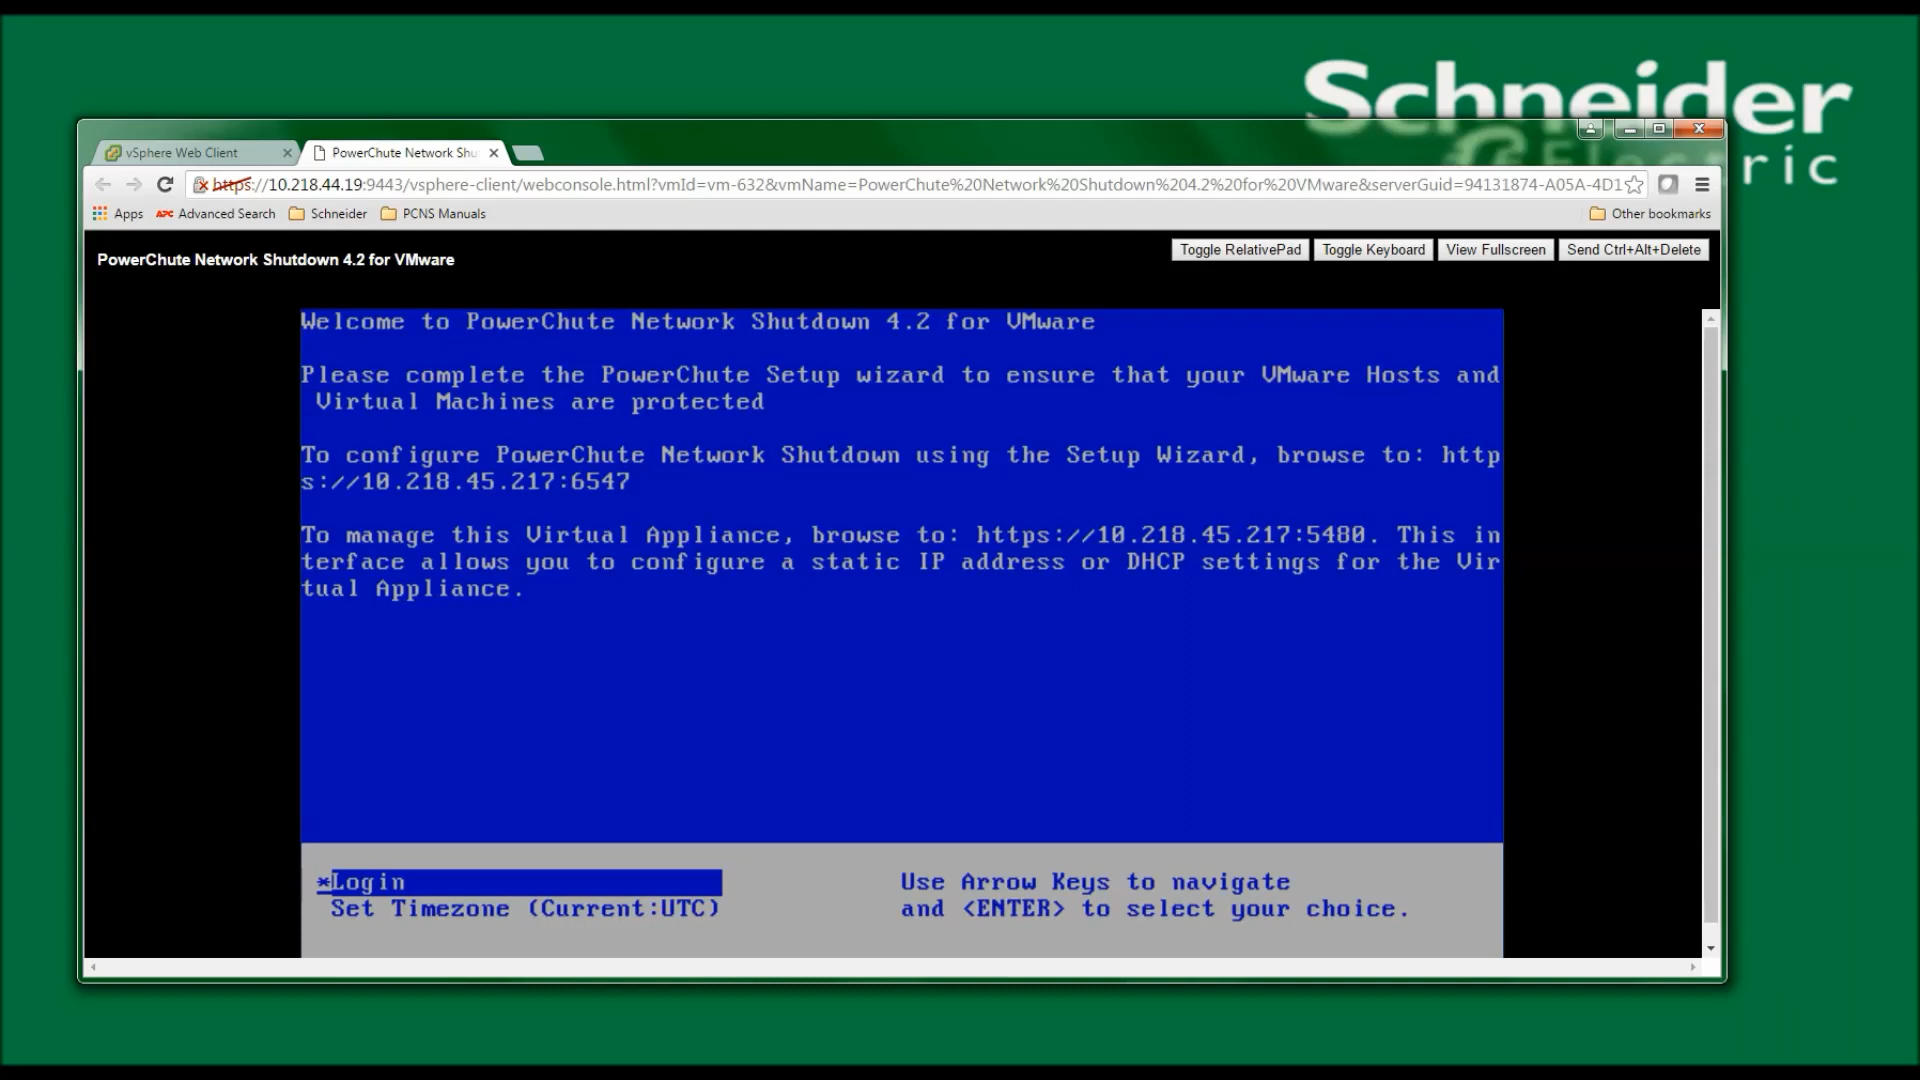 Schneider
Electric
vSphere Web Client
PowerChute Network Shu
https://10.218.44.19:9443/vsphere-client/webconsole.html?vmId=vm-632&vmName=PowerChute%20Network%20Shutdown%204.2%20for%20VMware&serverGuid=94131874-A05A-4D1
Apps
APC Advanced Search
Schneider
PCNS Manuals
Other bookmarks
PowerChute Network Shutdown 4.2 for VMware
Toggle RelativePad
Toggle Keyboard
View Fullscreen
Send Ctrl+Alt+Delete
Welcome to PowerChute Network Shutdown 4.2 for VMware
Please complete the PowerChute Setup wizard to ensure that your VMware Hosts and
Virtual Machines are protected
To configure PowerChute Network Shutdown using the Setup Wizard, browse to: http
s://10.218.45.217:6547
To manage this Virtual Appliance, browse to: https://10.218.45.217:5480. This in
terface allows you to configure a static IP address or DHCP settings for the Vir
tual Appliance.
*Login
Use Arrow Keys to navigate
Set Timezone (Current:UTC)
and <ENTER> to select your choice.